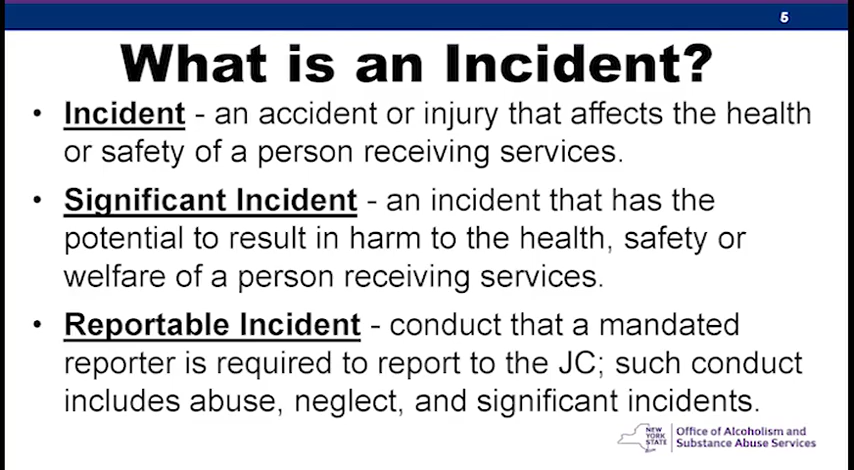 5
What is an Incident?
• Incident - an accident or injury that affects the health
or safety of a person receiving services.
• Significant Incident - an incident that has the
potential to result in harm to the health, safety or
welfare of a person receiving services.
• Reportable Incident - conduct that a mandated
reporter is required to report to the JC; such conduct
includes abuse, neglect, and significant incidents.
NEW
YORK
STATE
Office of Alcoholism and
Substance Abuse Services